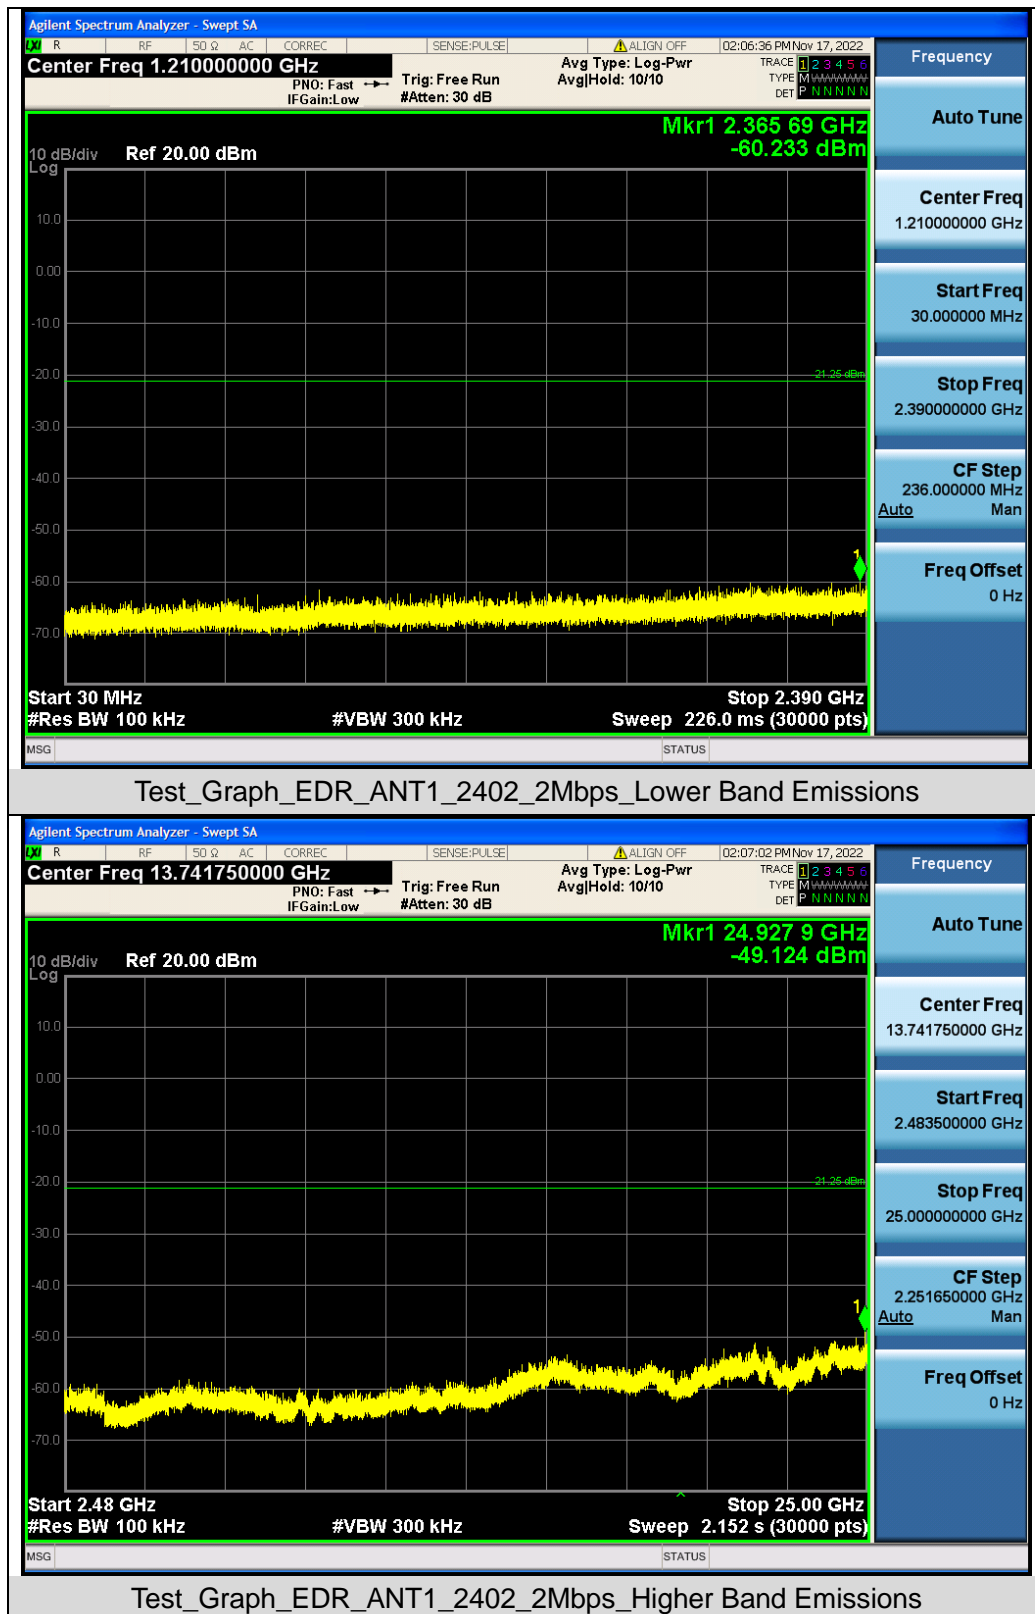 Agilent Spectrum Analyzer - Swept SA
LXI R RF 50 Ω AC CORREC SENSE:PULSE ALIGN OFF 02:06:36 PM Nov 17, 2022
Center Freq 1.210000000 GHz
PNO: Fast
IFGain:Low
Trig: Free Run
#Atten: 30 dB
Avg Type: Log-Pwr
Avg|Hold: 10/10
TRACE 1 2 3 4 5 6
TYPE M WWWWW
DET P N N N N N
Mkr1 2.365 69 GHz
-60.233 dBm
10 dB/div Ref 20.00 dBm
Log
10.0
0.00
-10.0
-20.0
-21.25 dBm
-30.0
-40.0
-50.0
1
-60.0
-70.0
Start 30 MHz Stop 2.390 GHz
#Res BW 100 kHz #VBW 300 kHz Sweep 226.0 ms (30000 pts)
MSG STATUS
Frequency
Auto Tune
Center Freq
1.210000000 GHz
Start Freq
30.000000 MHz
Stop Freq
2.390000000 GHz
CF Step
236.000000 MHz
Auto Man
Freq Offset
0 Hz
Test_Graph_EDR_ANT1_2402_2Mbps_Lower Band Emissions
Agilent Spectrum Analyzer - Swept SA
LXI R RF 50 Ω AC CORREC SENSE:PULSE ALIGN OFF 02:07:02 PM Nov 17, 2022
Center Freq 13.741750000 GHz
PNO: Fast
IFGain:Low
Trig: Free Run
#Atten: 30 dB
Avg Type: Log-Pwr
Avg|Hold: 10/10
TRACE 1 2 3 4 5 6
TYPE M WWWWW
DET P N N N N N
Mkr1 24.927 9 GHz
-49.124 dBm
10 dB/div Ref 20.00 dBm
Log
10.0
0.00
-10.0
-20.0
-21.25 dBm
-30.0
-40.0
1
-50.0
-60.0
-70.0
Start 2.48 GHz Stop 25.00 GHz
#Res BW 100 kHz #VBW 300 kHz Sweep 2.152 s (30000 pts)
MSG STATUS
Frequency
Auto Tune
Center Freq
13.741750000 GHz
Start Freq
2.483500000 GHz
Stop Freq
25.000000000 GHz
CF Step
2.251650000 GHz
Auto Man
Freq Offset
0 Hz
Test_Graph_EDR_ANT1_2402_2Mbps_Higher Band Emissions